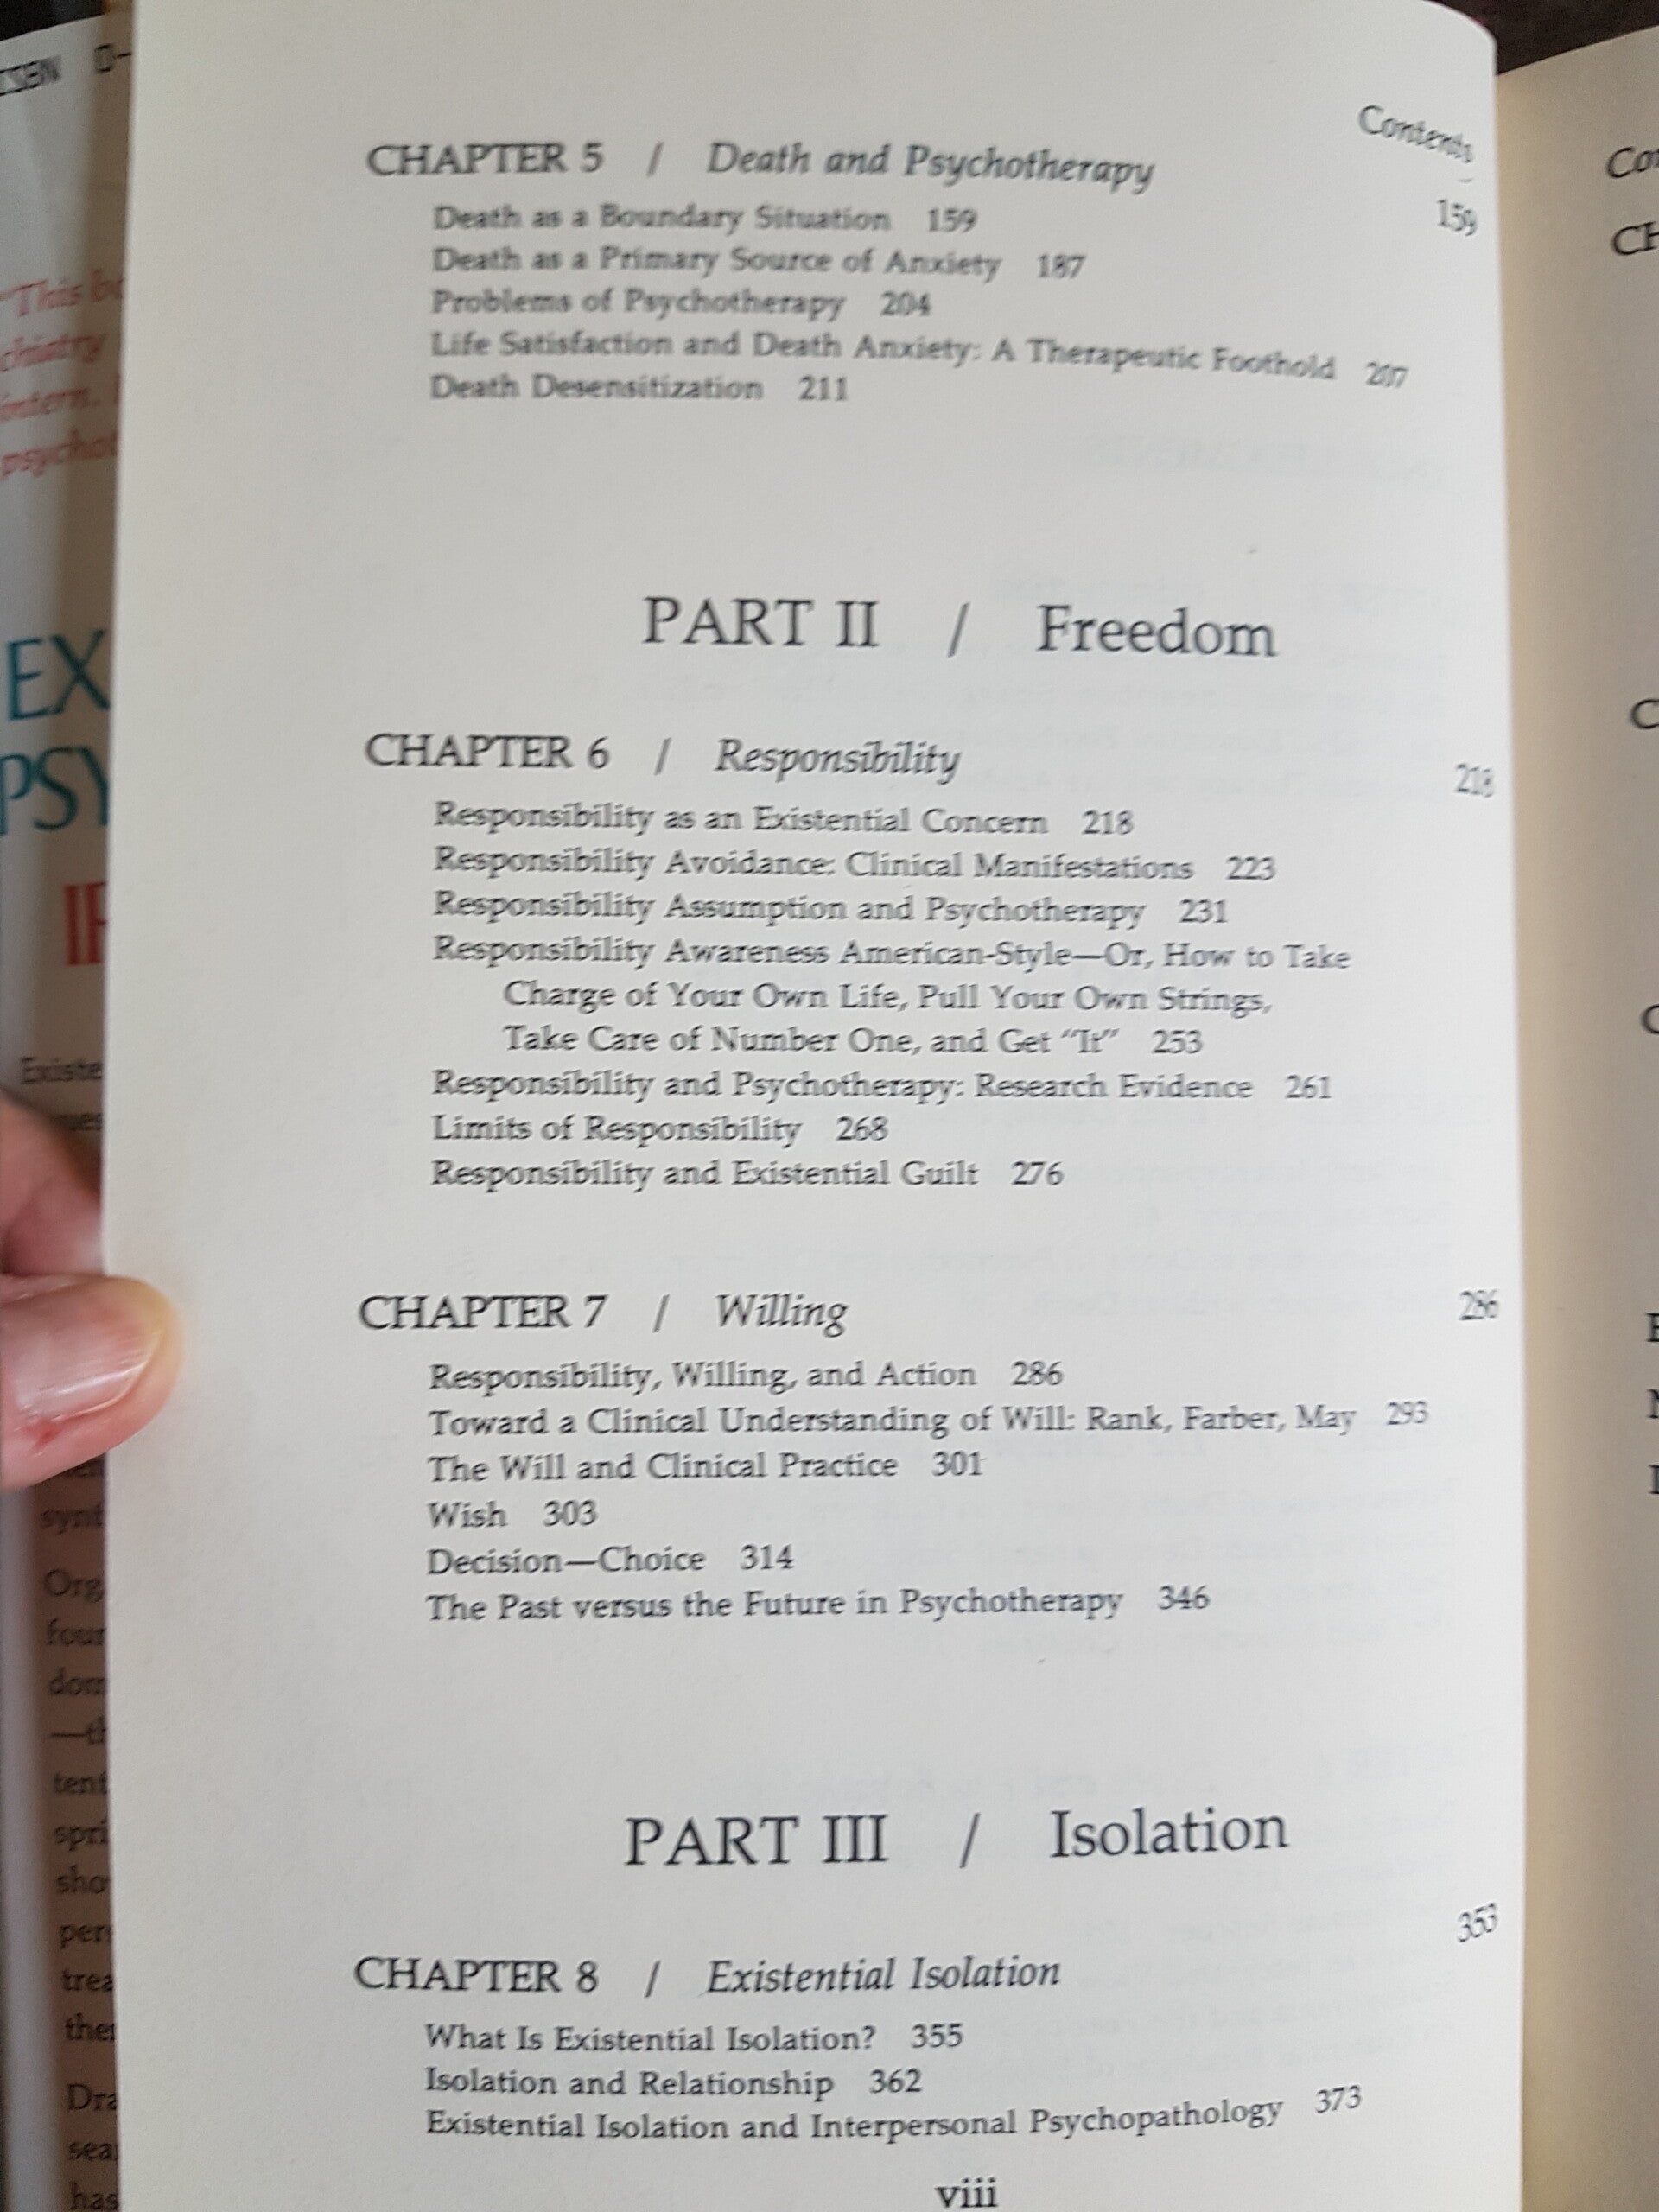 Contents
CHAPTER 5 / Death and Psychotherapy 159
Death as a Boundary Situation 159
Death as a Primary Source of Anxiety 187
Problems of Psychotherapy 204
Life Satisfaction and Death Anxiety: A Therapeutic Foothold 207
Death Desensitization 211
PART II / Freedom
CHAPTER 6 / Responsibility 218
Responsibility as an Existential Concern 218
Responsibility Avoidance: Clinical Manifestations 223
Responsibility Assumption and Psychotherapy 231
Responsibility Awareness American-Style—Or, How to Take
Charge of Your Own Life, Pull Your Own Strings,
Take Care of Number One, and Get “It” 253
Responsibility and Psychotherapy: Research Evidence 261
Limits of Responsibility 268
Responsibility and Existential Guilt 276
CHAPTER 7 / Willing 286
Responsibility, Willing, and Action 286
Toward a Clinical Understanding of Will: Rank, Farber, May 293
The Will and Clinical Practice 301
Wish 303
Decision—Choice 314
The Past versus the Future in Psychotherapy 346
PART III / Isolation
CHAPTER 8 / Existential Isolation 353
What Is Existential Isolation? 355
Isolation and Relationship 362
Existential Isolation and Interpersonal Psychopathology 373
viii
ISBN 0-
"This
EX
PSY